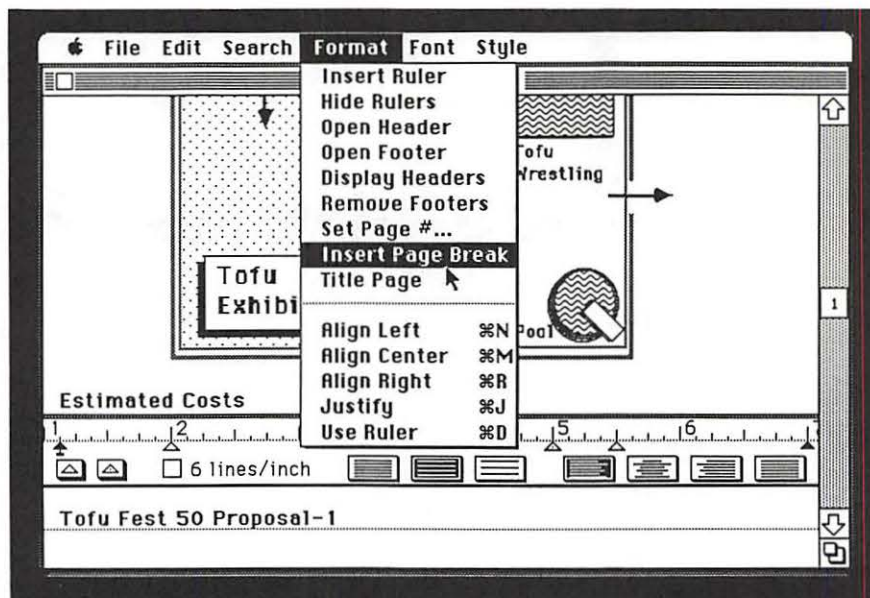 File Edit Search Format Font Style
Insert Ruler
Hide Rulers
Open Header
Open Footer
Display Headers
Remove Footers
Set Page #...
Insert Page Break
Title Page
Align Left ⌘N
Align Center ⌘M
Align Right ⌘R
Justify ⌘J
Use Ruler ⌘D
Tofu
Exhibi
ofu
Wrestling
Pool
1
Estimated Costs
1 2 5 6
6 lines/inch
Tofu Fest 50 Proposal-1